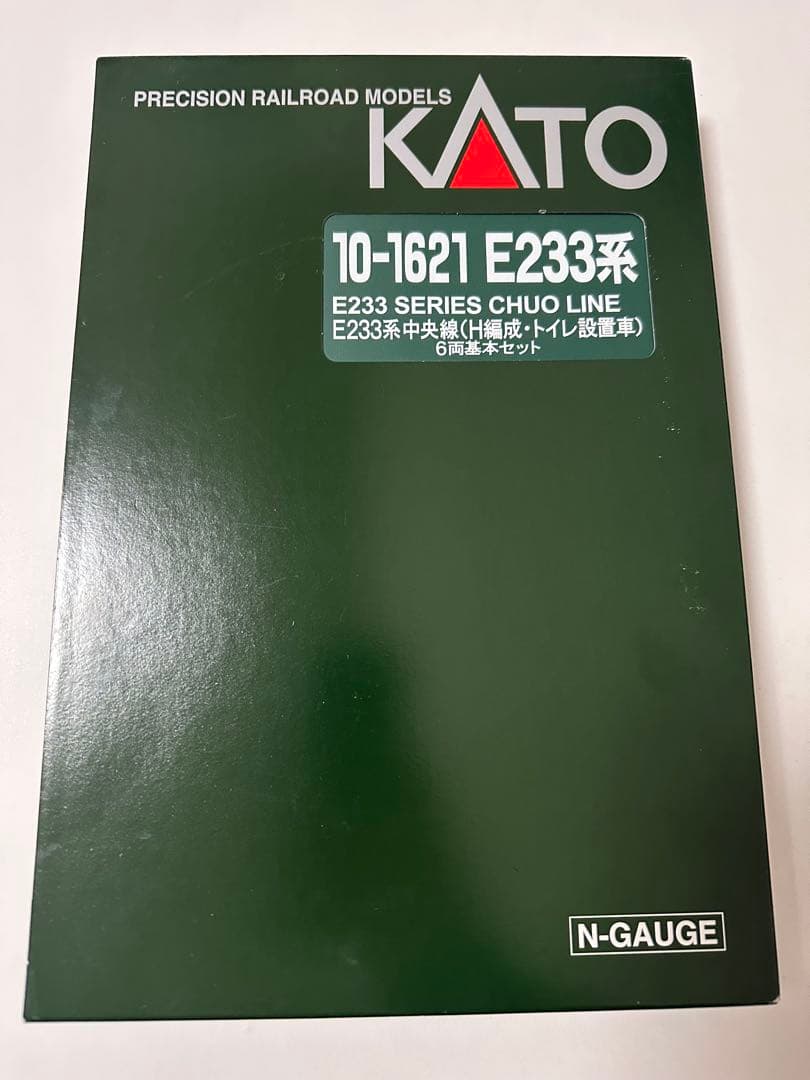 PRECISION RAILROAD MODELS
KATO
10-1621 E233系
E233 SERIES CHUO LINE
E233系中央線(H編成・トイレ設置車)
6両基本セット
N-GAUGE